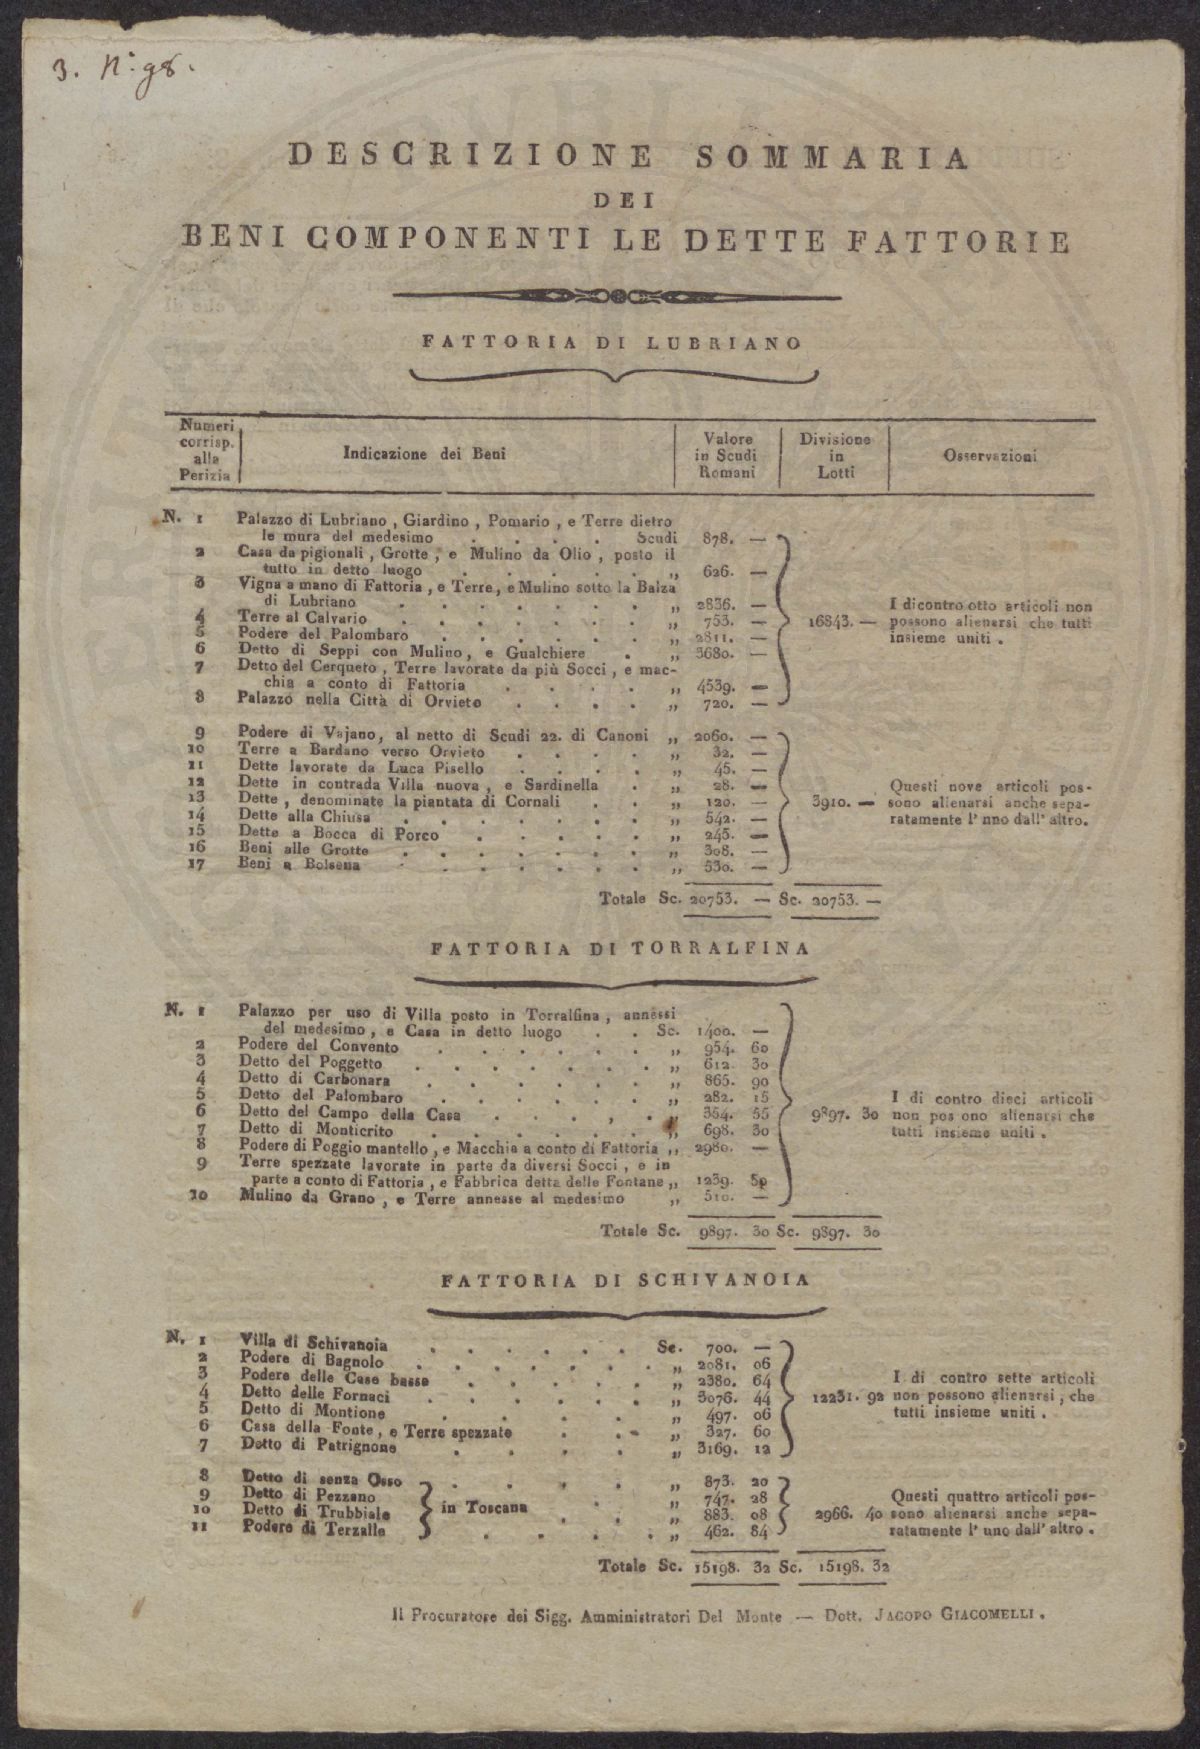 3. N.° 98.
DESCRIZIONE SOMMARIA
DEI
BENI COMPONENTI LE DETTE FATTORIE
FATTORIA DI LUBRIANO
Numeri corrisp. alla Perizia | Indicazione dei Beni | Valore in Scudi Romani | Divisione in Lotti | Osservazioni
N. 1 Palazzo di Lubriano , Giardino , Pomario , e Terre dietro
le mura del medesimo . . . . Scudi 878. —
2 Casa da pigionali , Grotte , e Mulino da Olio , posto il
tutto in detto luogo . . . . . ,, 626. —
3 Vigna a mano di Fattoria , e Terre , e Mulino sotto la Balza
di Lubriano . . . . . . . ,, 2836. —
4 Terre al Calvario . . . . . . ,, 753. —
5 Podere del Palombaro . . . . . . ,, 2811. —
6 Detto di Seppi con Mulino , e Gualchiere . ,, 3680. —
7 Detto del Cerqueto , Terre lavorate da più Socci , e mac-
chia a conto di Fattoria . . . . ,, 4539. —
8 Palazzo nella Città di Orvieto . . . . ,, 720. —
16843. —
I dicontro otto articoli non
possono alienarsi che tutti
insieme uniti .
9 Podere di Vajano, al netto di Scudi 22. di Canoni ,, 2060. —
10 Terre a Bardano verso Orvieto . . . . ,, 32. —
11 Dette lavorate da Luca Pisello . . . . ,, 45. —
12 Dette in contrada Villa nuova , e Sardinella . ,, 28. —
13 Dette , denominate la piantata di Cornali . . ,, 120. —
14 Dette alla Chiusa . . . . . . . ,, 542. —
15 Dette a Bocca di Porco . . . . . ,, 245. —
16 Beni alle Grotte . . . . . . . ,, 308. —
17 Beni a Bolsena . . . . . . . ,, 530. —
3910. —
Questi nove articoli pos-
sono alienarsi anche sepa-
ratamente l' nno dall' altro.
Totale Sc. 20753. — Sc. 20753. —
FATTORIA DI TORRALFINA
N. 1 Palazzo per uso di Villa posto in Torralfina , annessi
del medesimo , e Casa in detto luogo . . Sc. 1400. —
2 Podere del Convento . . . . . . ,, 954. 60
3 Detto del Poggetto . . . . . . . ,, 612 30
4 Detto di Carbonara . . . . . . ,, 865. 90
5 Detto del Palombaro . . . . . . ,, 282. 15
6 Detto del Campo della Casa . . . , . ,, 354. 55
7 Detto di Monticrito . . . . . . ,, 698. 30
8 Podere di Poggio mantello , e Macchia a conto di Fattoria ,, 2980. —
9 Terre spezzate lavorate in parte da diversi Socci , e in
parte a conto di Fattoria , e Fabbrica detta delle Fontane ,, 1239. 50
10 Mulino da Grano , e Terre annesse al medesimo ,, 510. —
9897. 30
I di contro dieci articoli
non pos ono alienarsi che
tutti insieme uniti .
Totale Sc. 9897. 30 Sc. 9897. 30
FATTORIA DI SCHIVANOIA
N. 1 Villa di Schivanoia . . . . . . Sc. 700. —
2 Podere di Bagnolo . . . . . . . ,, 2081. 06
3 Podere delle Case basse . . . . . ,, 2380. 64
4 Detto delle Fornaci . . . . . . ,, 3076. 44
5 Detto di Montione . . . . ,, 497. 06
6 Casa della Fonte , e Terre spezzate . . ,, 327. 60
7 Detto di Patrignone . . . . ,, 3169. 12
12231. 92
I di contro sette articoli
non possono alienarsi , che
tutti insieme uniti .
8 Detto di senza Osso . . . . ,, 873. 20
9 Detto di Pezzano . ,, 747. 28
in Toscana
10 Detto di Trubbiale . . ,, 883. 08
11 Podere di Terzalle . . . . ,, 462. 84
2966. 40
Questi quattro articoli pos-
sono alienarsi anche sepa-
ratamente l' uno dall' altro .
Totale Sc. 15198. 32 Sc. 15198. 32
Il Procuratore dei Sigg. Amministratori Del Monte — Dott. JACOPO GIACOMELLI .